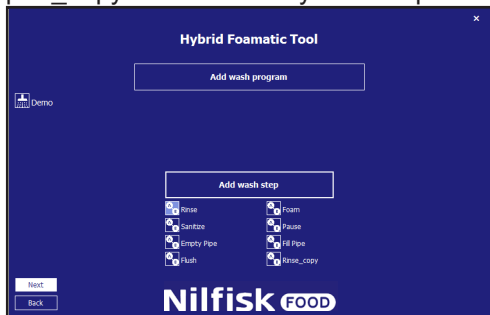 Hybrid Foamatic Tool
×
Add wash program
Demo
Add wash step
Rinse
Foam
Sanitize
Pause
Empty Pipe
Fill Pipe
Flush
Rinse_copy
Next
Back
Nilfisk FOOD